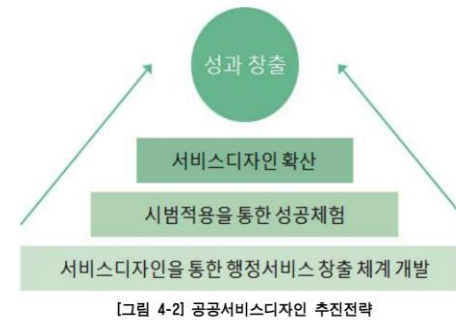 성과 창출
서비스디자인 확산
시범적용을 통한 성공체험
서비스디자인을 통한 행정서비스 창출 체계 개발
[그림 4-2] 공공서비스디자인 추진전략